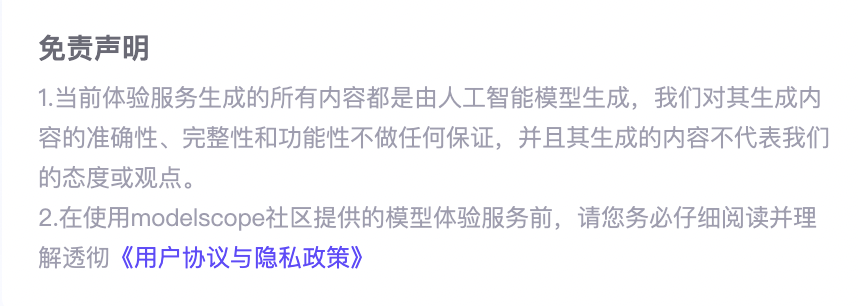 免责声明
1.当前体验服务生成的所有内容都是由人工智能模型生成，我们对其生成内
容的准确性、完整性和功能性不做任何保证，并且其生成的内容不代表我们
的态度或观点。
2.在使用modelscope社区提供的模型体验服务前，请您务必仔细阅读并理
解透彻《用户协议与隐私政策》